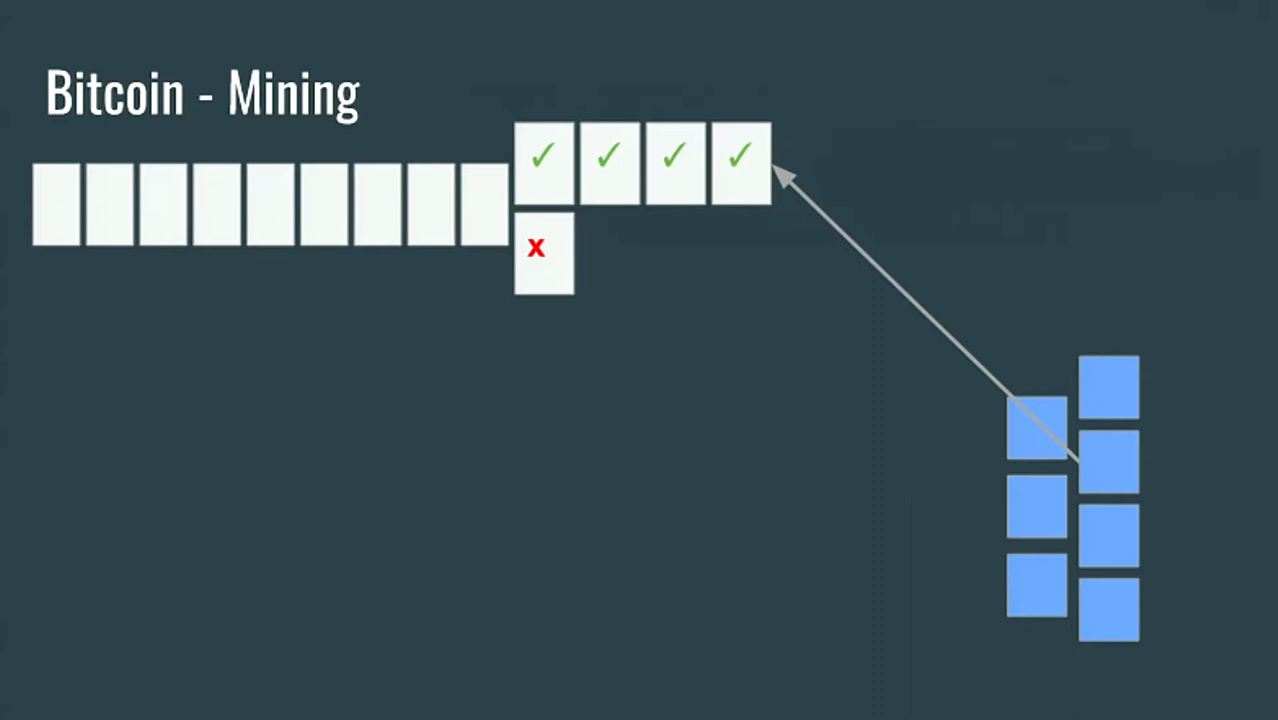 Bitcoin - Mining
✓ ✓ ✓ ✓
x